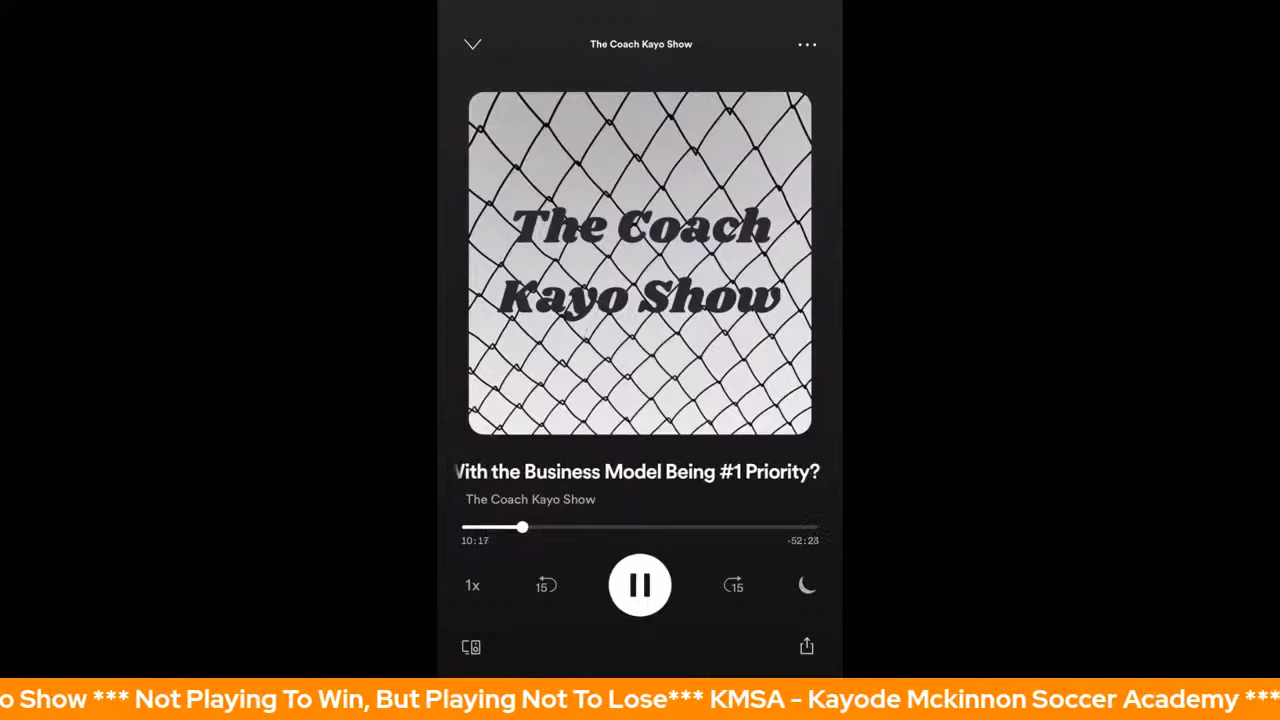 The Coach Kayo Show
The Coach
Kayo Show
With the Business Model Being #1 Priority?
The Coach Kayo Show
10:17
-52:23
1x
15
15
o Show *** Not Playing To Win, But Playing Not To Lose*** KMSA - Kayode Mckinnon Soccer Academy ***